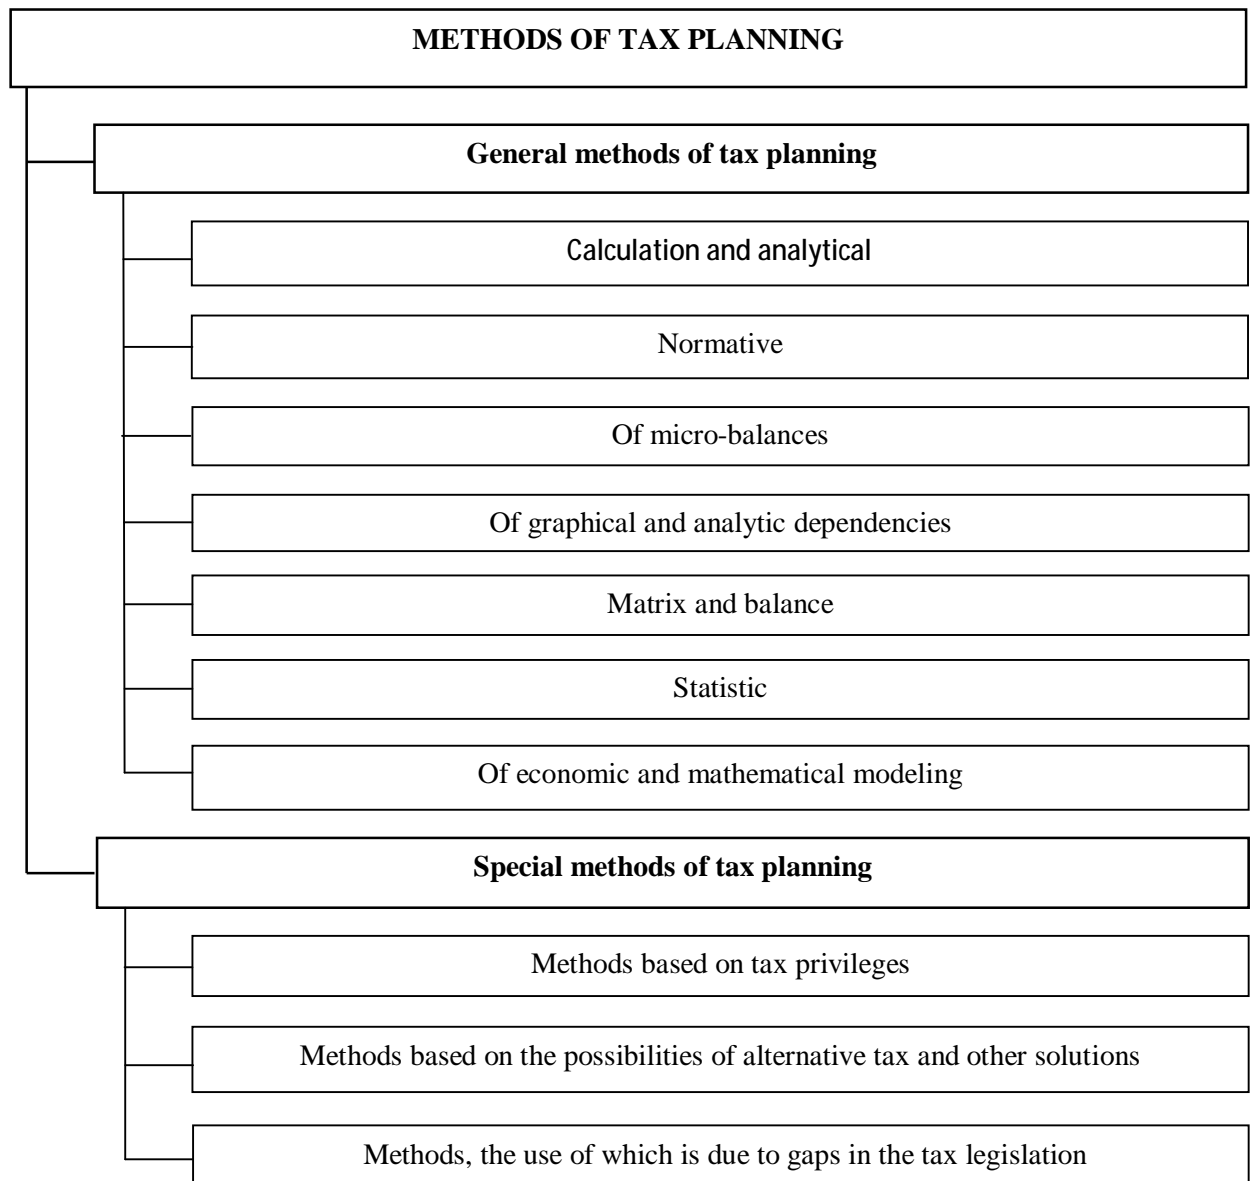 METHODS OF TAX PLANNING
General methods of tax planning
Calculation and analytical
Normative
Of micro-balances
Of graphical and analytic dependencies
Matrix and balance
Statistic
Of economic and mathematical modeling
Special methods of tax planning
Methods based on tax privileges
Methods based on the possibilities of alternative tax and other solutions
Methods, the use of which is due to gaps in the tax legislation